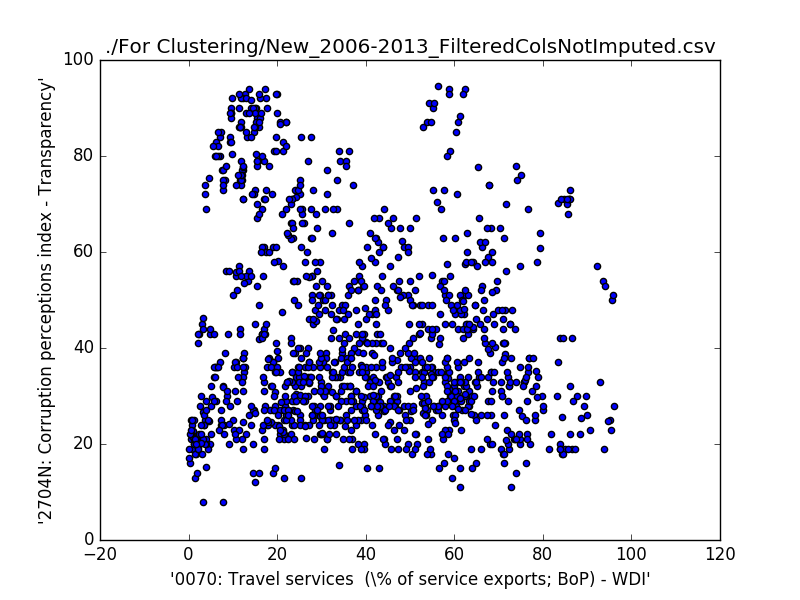 ./For Clustering/New_2006-2013_FilteredColsNotImputed.csv
100
80
60
40
20
0
'2704N: Corruption perceptions index - Transparency'
−20 0 20 40 60 80 100 120
'0070: Travel services  (\% of service exports; BoP) - WDI'